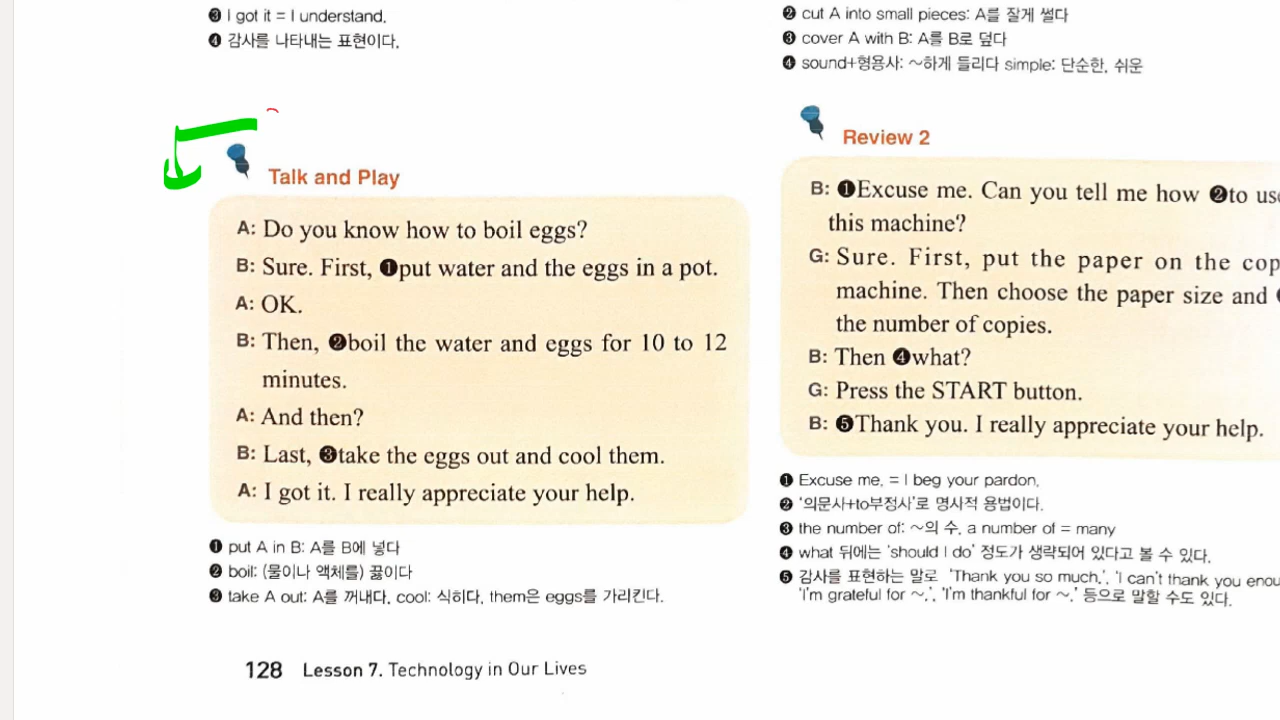 ❸ I got it = I understand.
❹ 감사를 나타내는 표현이다.
Talk and Play
A: Do you know how to boil eggs?
B: Sure. First, ❶put water and the eggs in a pot.
A: OK.
B: Then, ❷boil the water and eggs for 10 to 12
minutes.
A: And then?
B: Last, ❸take the eggs out and cool them.
A: I got it. I really appreciate your help.
❶ put A in B: A를 B에 넣다
❷ boil: (물이나 액체를) 끓이다
❸ take A out: A를 꺼내다, cool: 식히다, them은 eggs를 가리킨다.
128 Lesson 7. Technology in Our Lives
❷ cut A into small pieces: A를 잘게 썰다
❸ cover A with B: A를 B로 덮다
❹ sound+형용사: ~하게 들리다 simple: 단순한, 쉬운
Review 2
B: ❶Excuse me. Can you tell me how ❷to
this machine?
G: Sure. First, put the paper on the
machine. Then choose the paper size and
the number of copies.
B: Then ❹what?
G: Press the START button.
B: ❺Thank you. I really appreciate your help.
❶ Excuse me. = I beg your pardon.
❷ '의문사+to부정사'로 명사적 용법이다.
❸ the number of: ~의 수, a number of = many
❹ what 뒤에는 'should I do' 정도가 생략되어 있다고 볼 수 있다.
❺ 감사를 표현하는 말로 'Thank you so much.', 'I can't thank you
'I'm grateful for ~.', 'I'm thankful for ~.' 등으로 말할 수도 있다.